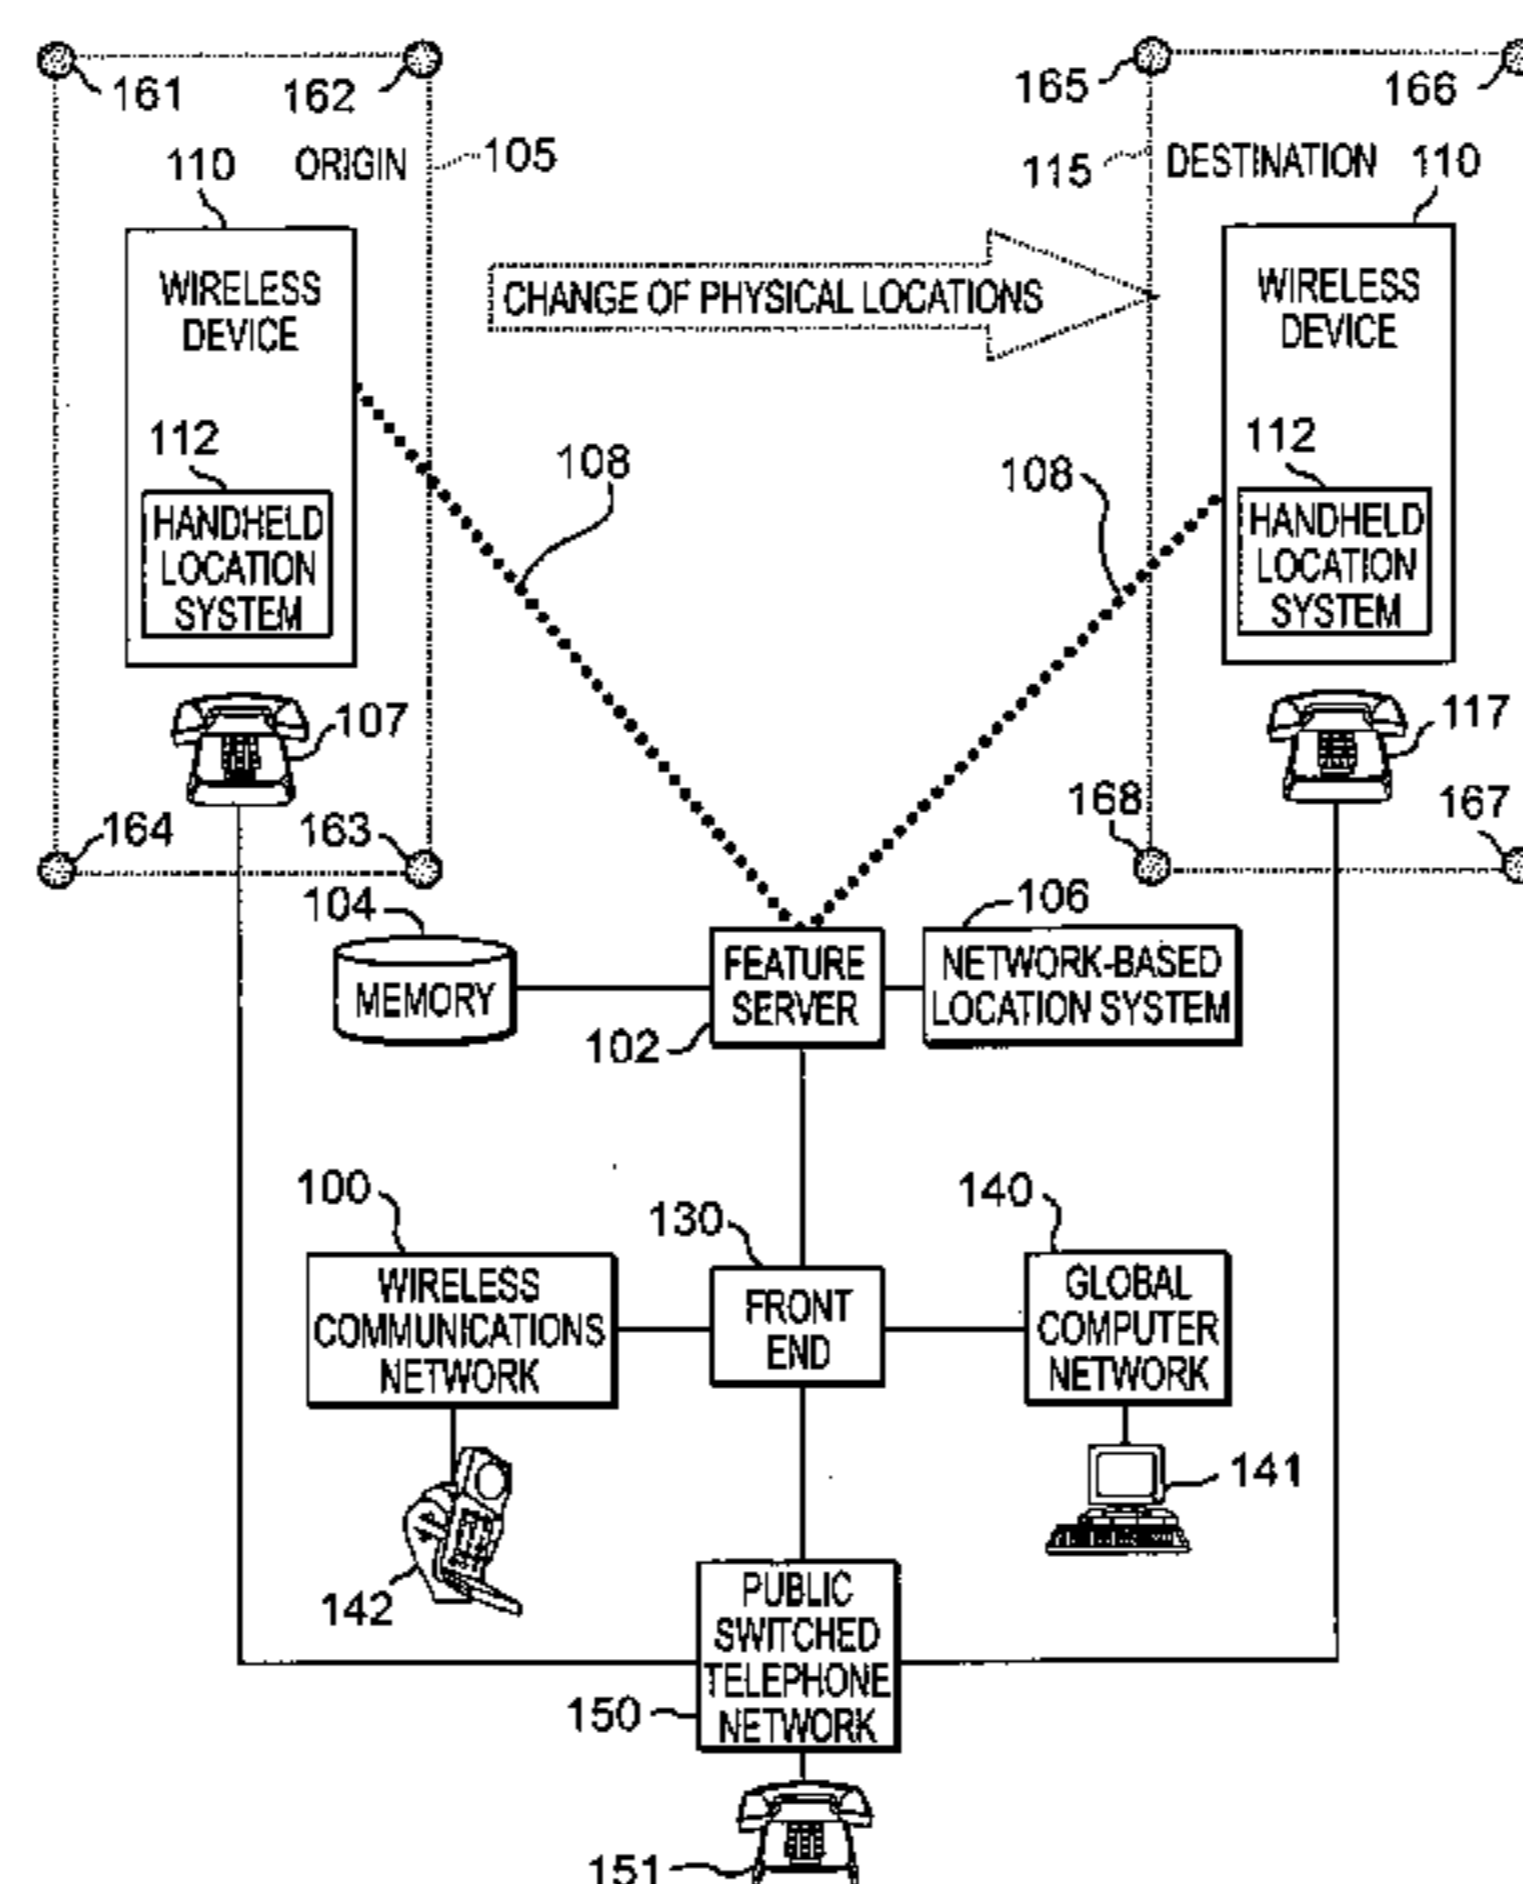 161
162
165
166
ORIGIN
105
115
DESTINATION
110
110
WIRELESS
DEVICE
CHANGE OF PHYSICAL LOCATIONS
WIRELESS
DEVICE
112
108
108
112
HANDHELD
LOCATION
SYSTEM
HANDHELD
LOCATION
SYSTEM
107
117
164
163
168
167
104
106
MEMORY
FEATURE
SERVER
NETWORK-BASED
LOCATION SYSTEM
102
100
130
140
WIRELESS
COMMUNICATIONS
NETWORK
FRONT
END
GLOBAL
COMPUTER
NETWORK
141
142
PUBLIC
SWITCHED
TELEPHONE
NETWORK
150
151